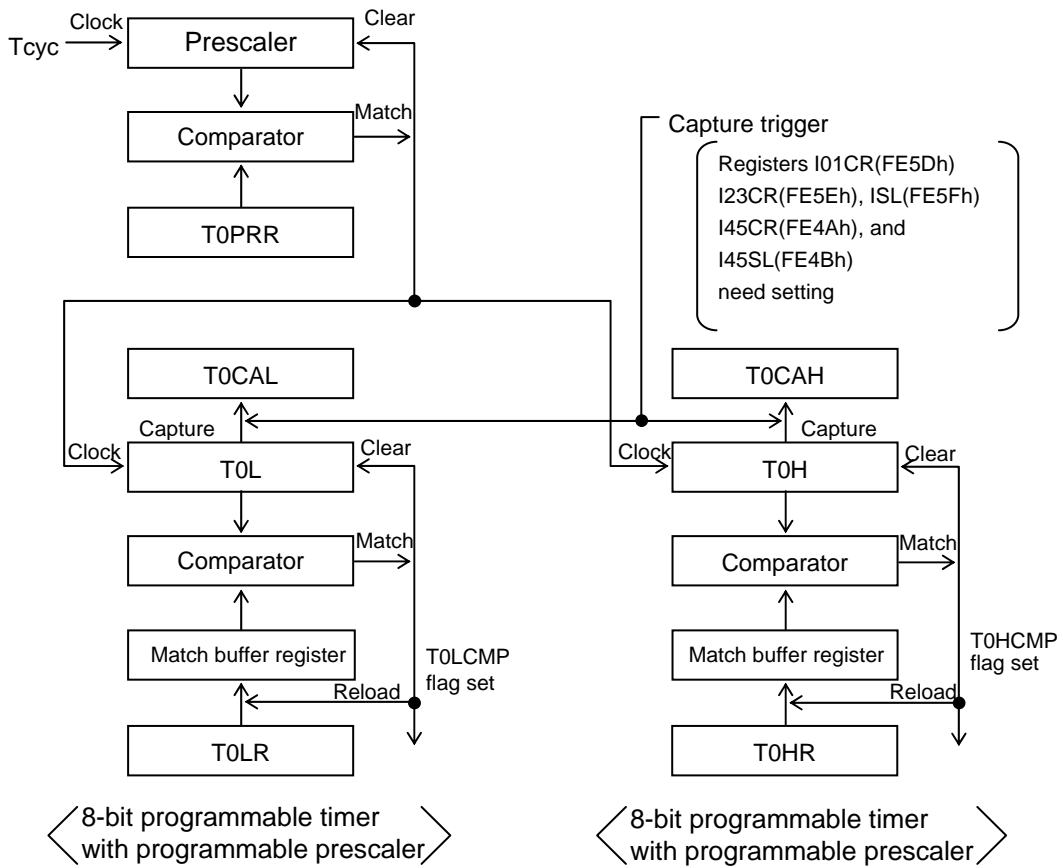 Clock
Clear
Tcyc
Prescaler
Match
Comparator
T0PRR
Capture trigger
Registers I01CR(FE5Dh)
I23CR(FE5Eh), ISL(FE5Fh)
I45CR(FE4Ah), and
I45SL(FE4Bh)
need setting
T0CAL
Capture
Clock
Clear
T0L
Comparator
Match
Match buffer register
T0LCMP
flag set
Reload
T0LR
8-bit programmable timer
with programmable prescaler
T0CAH
Capture
Clock
Clear
T0H
Comparator
Match
Match buffer register
T0HCMP
flag set
Reload
T0HR
8-bit programmable timer
with programmable prescaler